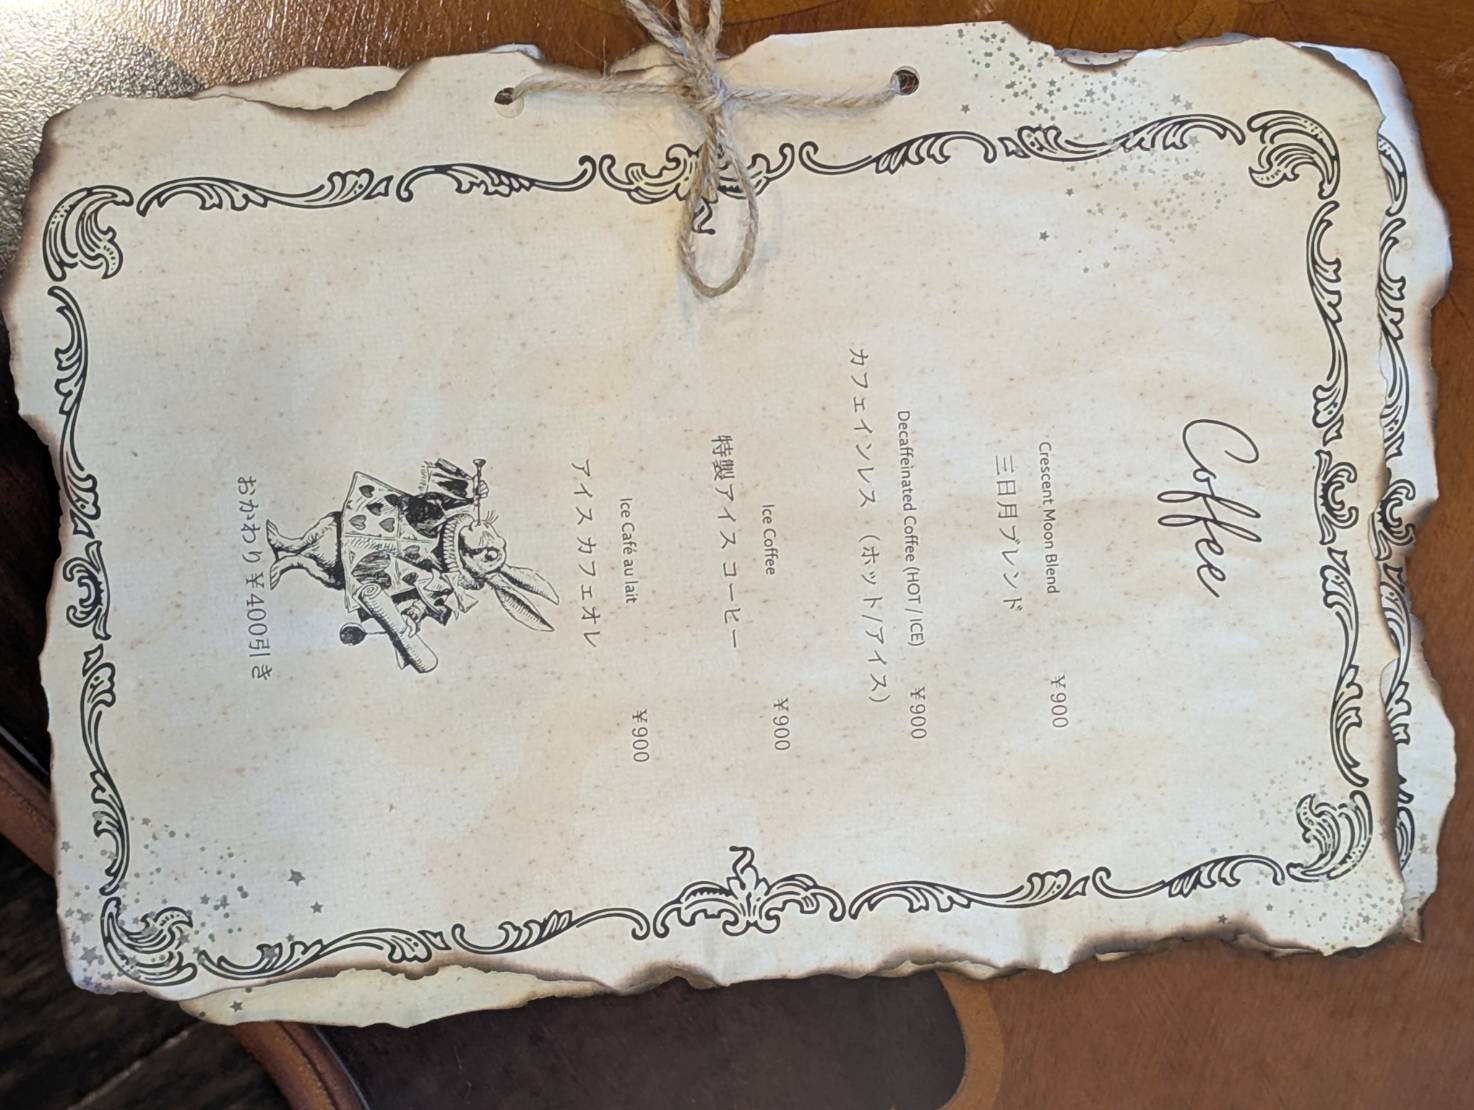 Coffee
Crescent Moon Blend
三日月ブレンド ¥900
Decaffeinated Coffee (HOT / ICE)
カフェインレス (ホット/アイス) ¥900
Ice Coffee
特製アイスコーヒー ¥900
Ice Café au lait
アイスカフェオレ ¥900
おかわり¥400引き